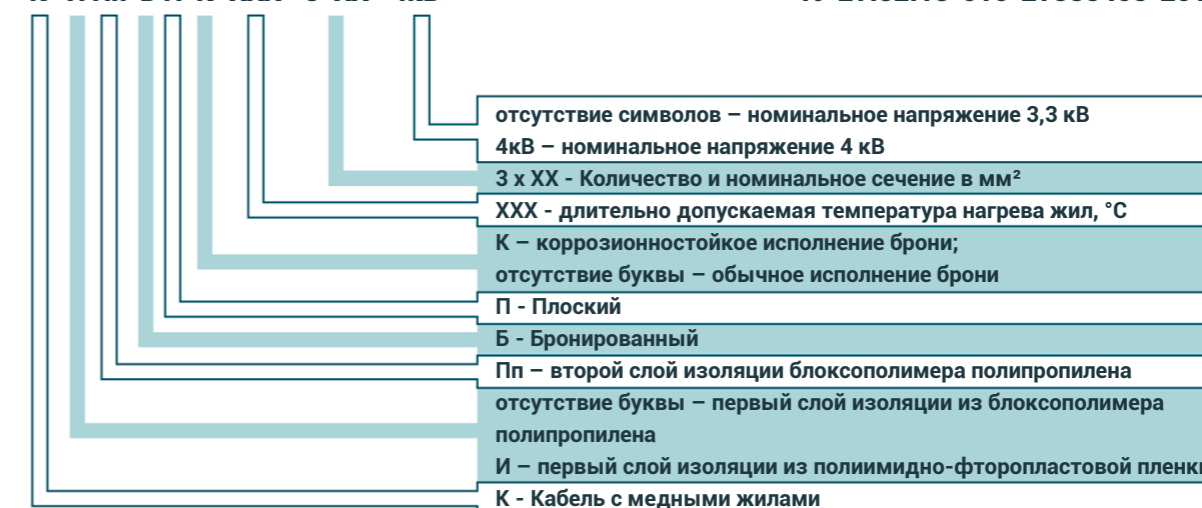 отсутствие символов – номинальное напряжение 3,3 кВ
4кВ – номинальное напряжение 4 кВ
3 х ХХ - Количество и номинальное сечение в мм²
ХХХ - длительно допускаемая температура нагрева жил, °С
К – коррозионностойкое исполнение брони;
отсутствие буквы – обычное исполнение брони
П - Плоский
Б - Бронированный
Пп – второй слой изоляции блоксополимера полипропилена
отсутствие буквы – первый слой изоляции из блоксополимера
полипропилена
И – первый слой изоляции из полиимидно-фторопластовой пленки
К - Кабель с медными жилами